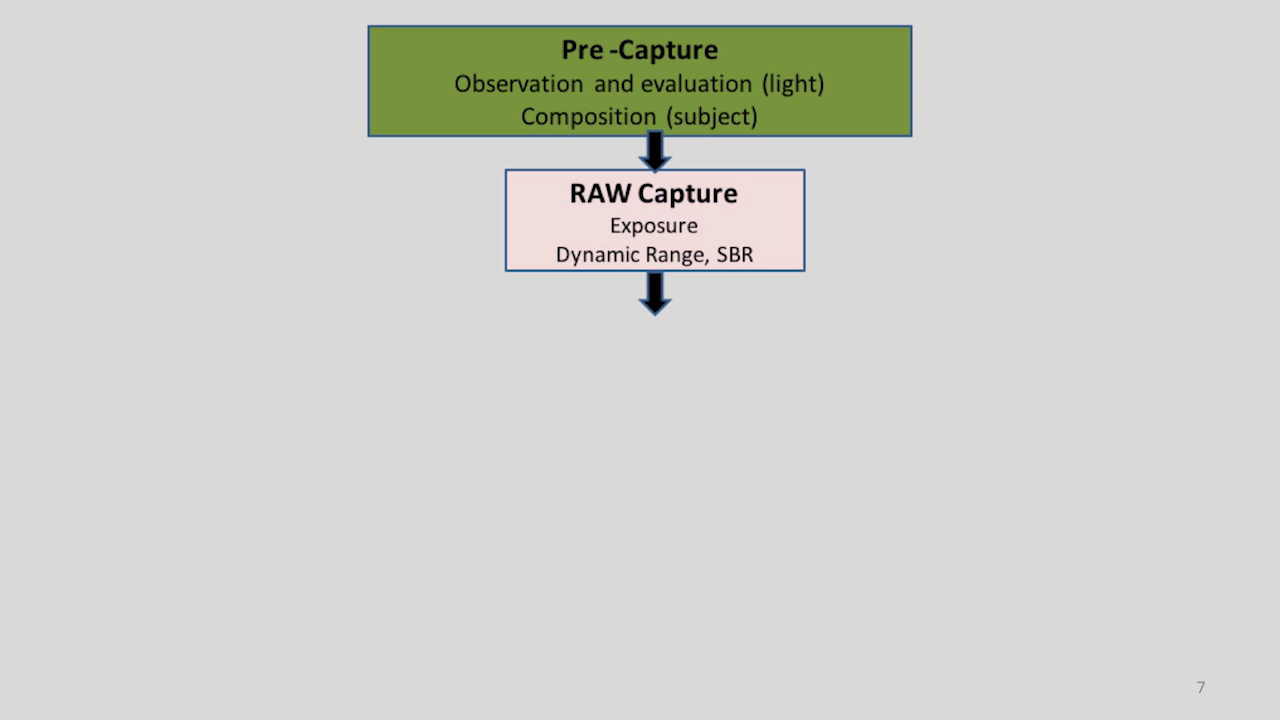 Pre -Capture
Observation and evaluation (light)
Composition (subject)
RAW Capture
Exposure
Dynamic Range, SBR
7